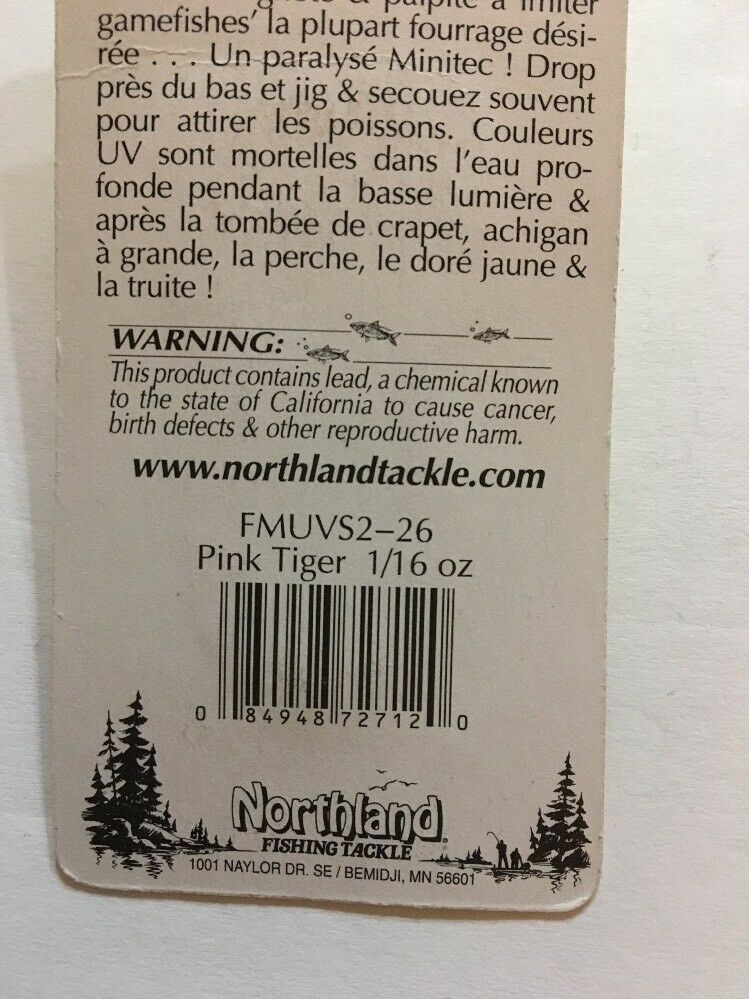 & palpite à imiter
gamefishes' la plupart fourrage dési-
rée . . . Un paralysé Minitec ! Drop
près du bas et jig & secouez souvent
pour attirer les poissons. Couleurs
UV sont mortelles dans l'eau pro-
fonde pendant la basse lumière &
après la tombée de crapet, achigan
à grande, la perche, le doré jaune &
la truite !
WARNING:
This product contains lead, a chemical known
to the state of California to cause cancer,
birth defects & other reproductive harm.
www.northlandtackle.com
FMUVS2–26
Pink Tiger 1/16 oz
0 84948 72712 0
Northland
FISHING TACKLE
1001 NAYLOR DR. SE / BEMIDJI, MN 56601